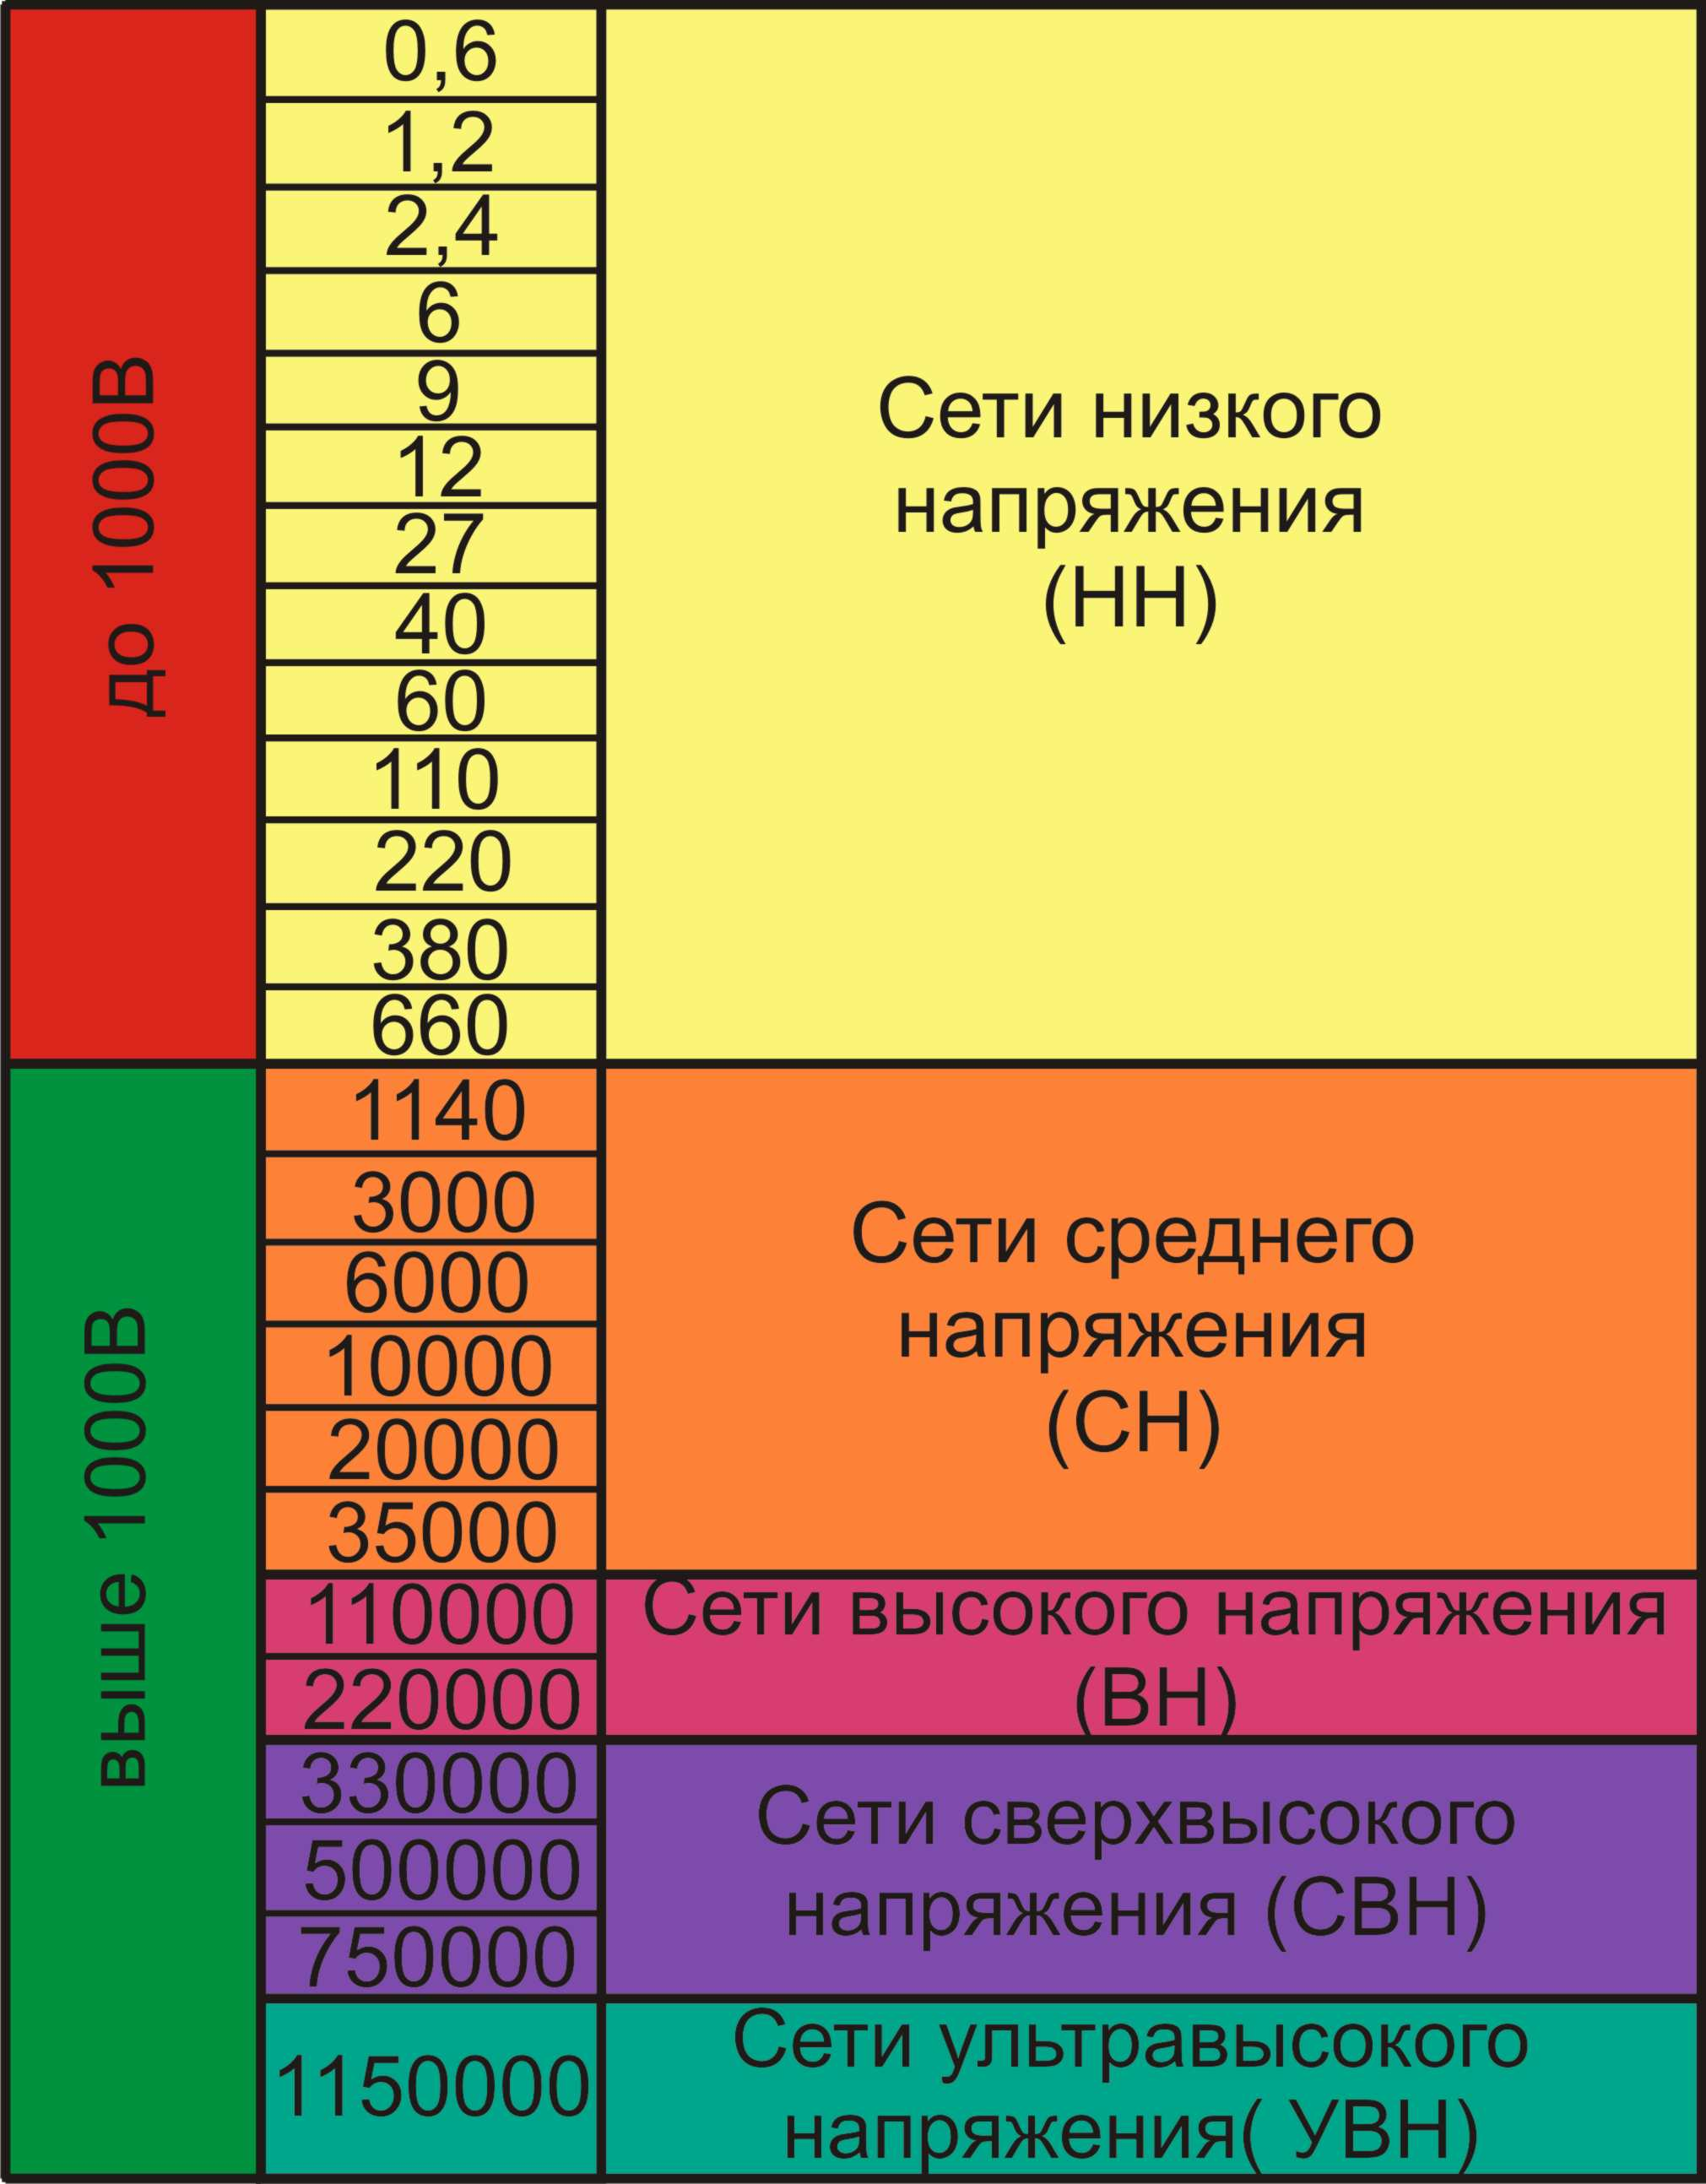 до 1000В
0,6
1,2
2,4
6
9
12
27
40
60
110
220
380
660
Сети низкого
напряжения
(НН)
выше 1000В
1140
3000
6000
10000
20000
35000
Сети среднего
напряжения
(СН)
110000
220000
Сети высокого напряжения
(ВН)
330000
500000
750000
Сети сверхвысокого
напряжения (СВН)
1150000
Сети ультравысокого
напряжения( УВН)